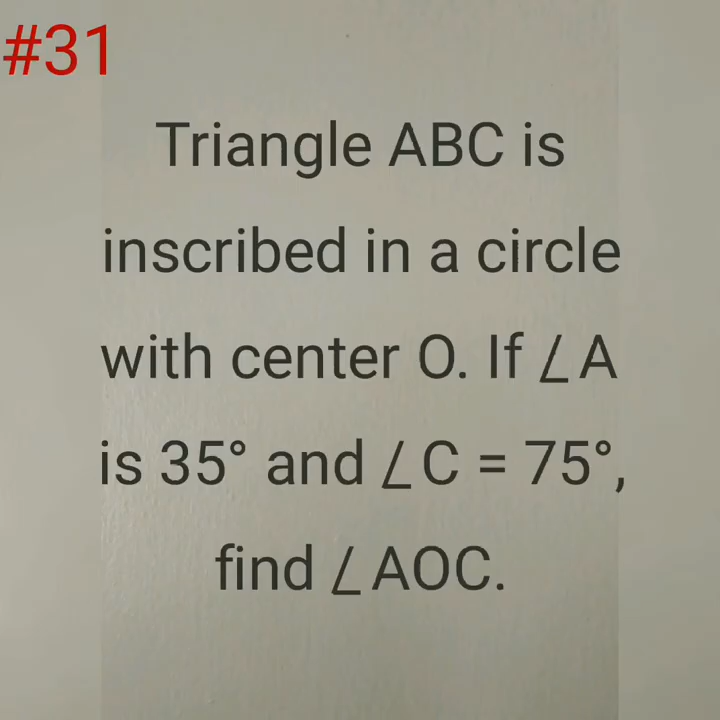 #31
Triangle ABC is
inscribed in a circle
with center O. If ∠A
is 35° and ∠C = 75°,
find ∠AOC.